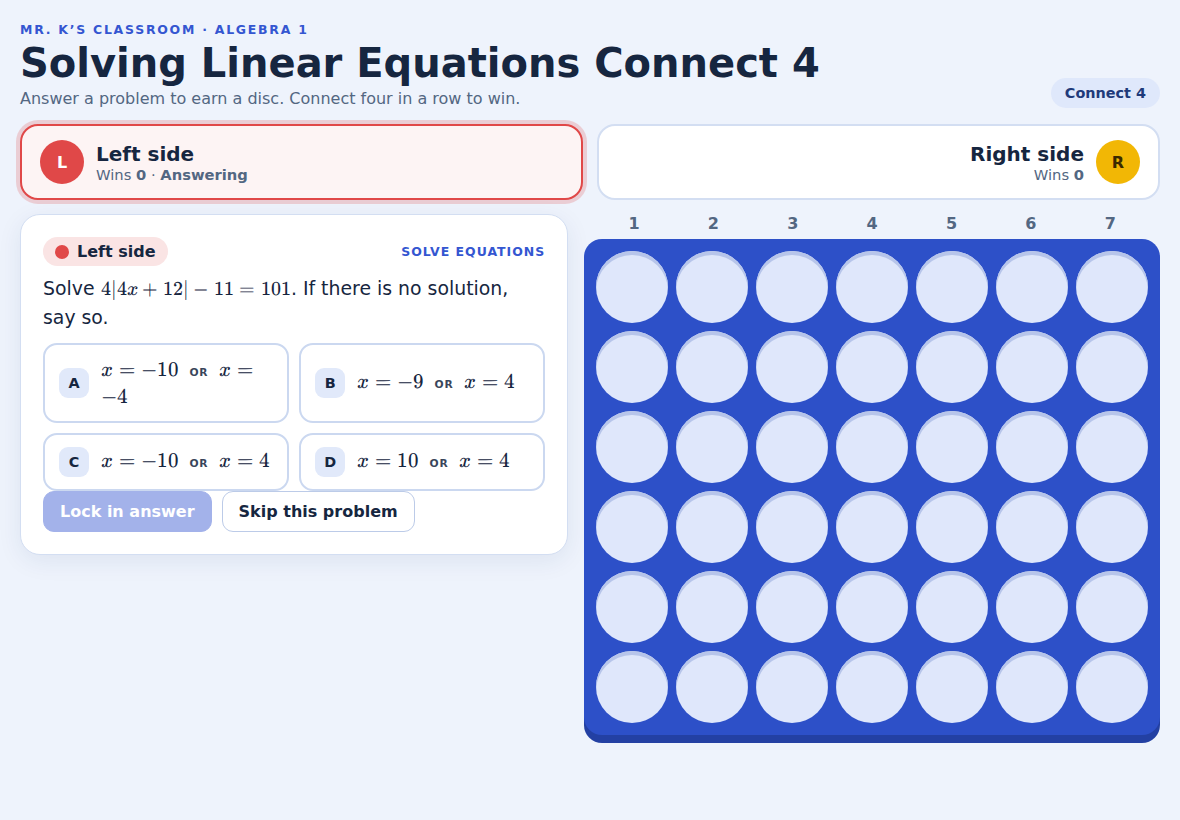 MR. K’S CLASSROOM · ALGEBRA 1
Solving Linear Equations Connect 4
Answer a problem to earn a disc. Connect four in a row to win.
Connect 4
L
Left side
Wins 0 · Answering
Right side
Wins 0
R
Left side
SOLVE EQUATIONS
Solve 4|4x + 12| − 11 = 101. If there is no solution,
say so.
A
x = −10 OR x =
−4
B
x = −9 OR x = 4
C
x = −10 OR x = 4
D
x = 10 OR x = 4
Lock in answer
Skip this problem
1 2 3 4 5 6 7